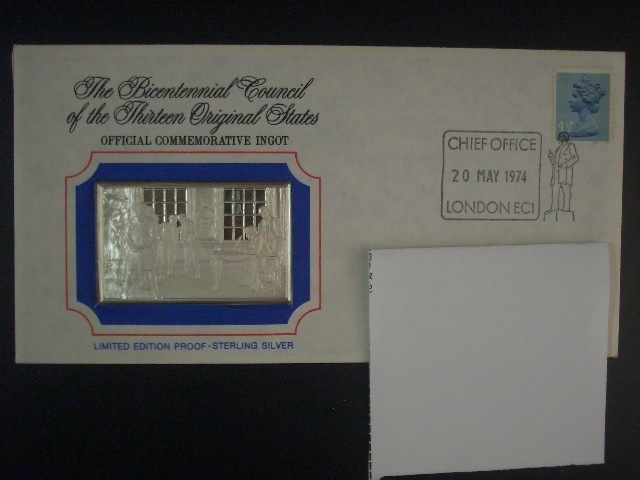 The Bicentennial Council
of the Thirteen Original States
OFFICIAL COMMEMORATIVE INGOT
CHIEF OFFICE
20 MAY 1974
LONDON EC1
LIMITED EDITION PROOF · STERLING SILVER